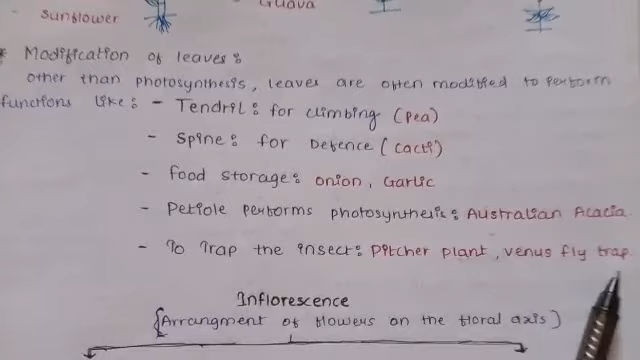 - Sunflower
Guava
* Modification of leaves:
other than photosynthesis, leaves are often modified to perform
functions like: - Tendril: for climbing (Pea)
- Spine: for Defence (Cacti)
- Food Storage: onion, Garlic
- Petiole performs photosynthesis: Australian Acacia.
- To Trap the insect: Pitcher plant, venus fly trap.
Inflorescence
{Arrangment of flowers on the floral axis}